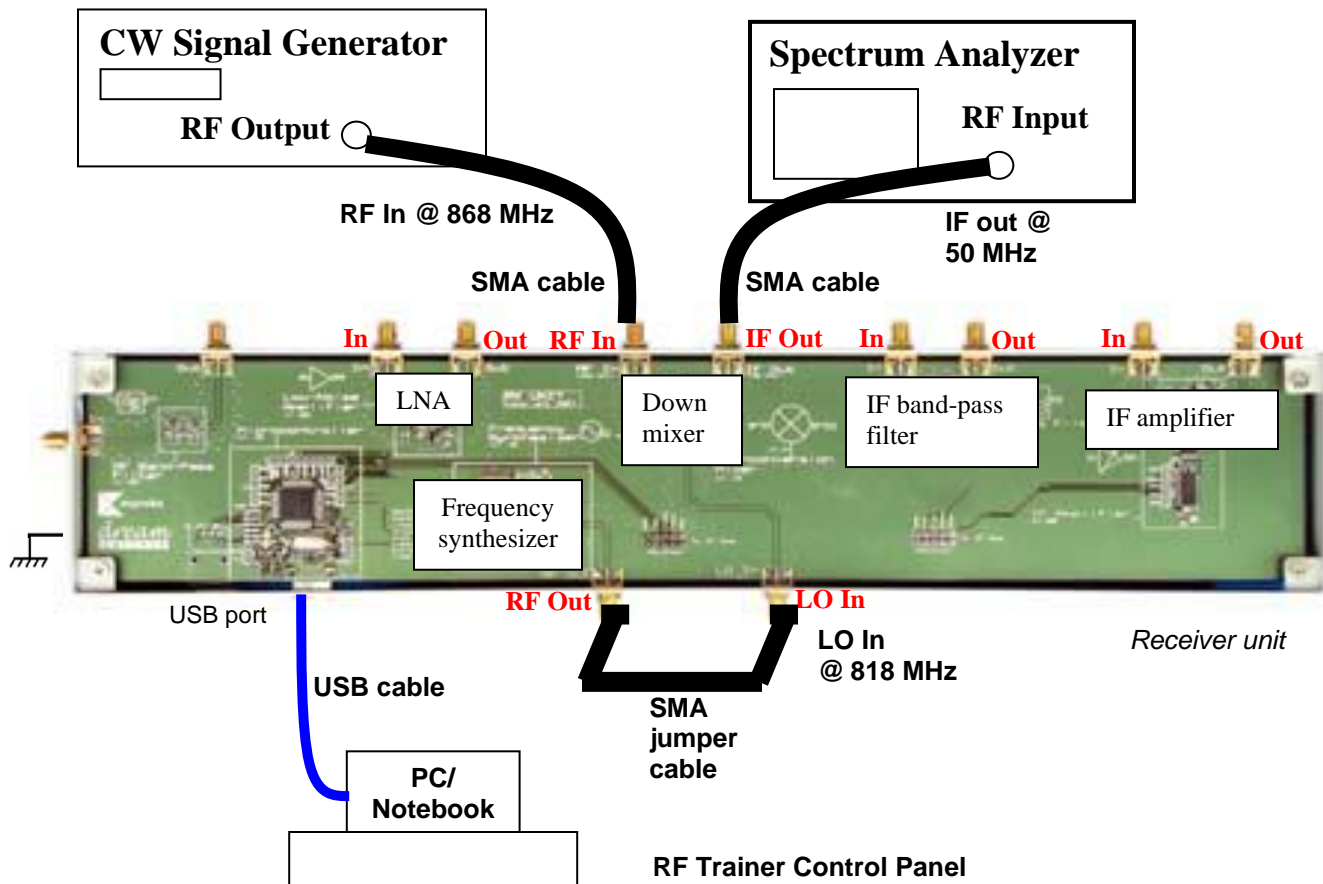 CW Signal Generator
RF Output
Spectrum Analyzer
RF Input
RF In @ 868 MHz
IF out @
50 MHz
SMA cable
SMA cable
In
Out
RF In
IF Out
In
Out
In
Out
LNA
Down
mixer
IF band-pass
filter
IF amplifier
Frequency
synthesizer
USB port
RF Out
LO In
LO In
@ 818 MHz
Receiver unit
USB cable
SMA
jumper
cable
PC/
Notebook
RF Trainer Control Panel